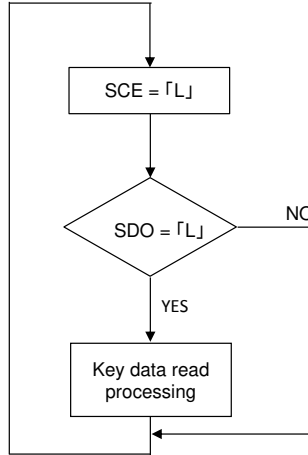 SCE = ｢L｣
SDO = ｢L｣
NO
YES
Key data read
processing